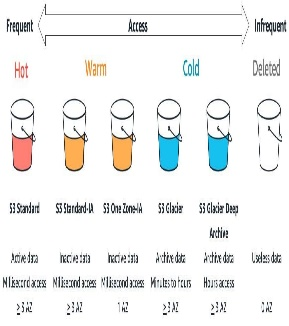 Frequent Access Infrequent
Hot Warm Cold Deleted
S3 Standard S3 Standard-IA S3 One Zone-IA S3 Glacier S3 Glacier Deep
Archive
Active data Inactive data Inactive data Archive data Archive data Useless data
Millisecond access Millisecond access Millisecond access Minutes to hours Hours access
≥ 3 AZ ≥ 3 AZ 1 AZ ≥ 3 AZ ≥ 3 AZ 0 AZ